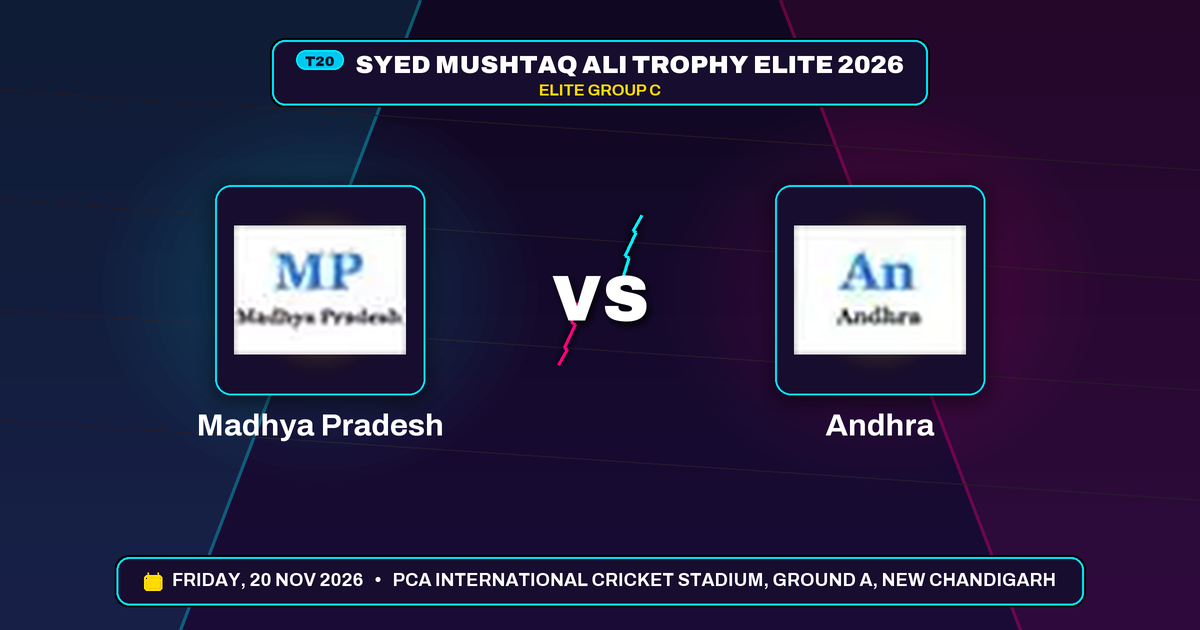 T20 SYED MUSHTAQ ALI TROPHY ELITE 2026
ELITE GROUP C
MP
Madhya Pradesh
An
Andhra
VS
Madhya Pradesh
Andhra
FRIDAY, 20 NOV 2026 • PCA INTERNATIONAL CRICKET STADIUM, GROUND A, NEW CHANDIGARH